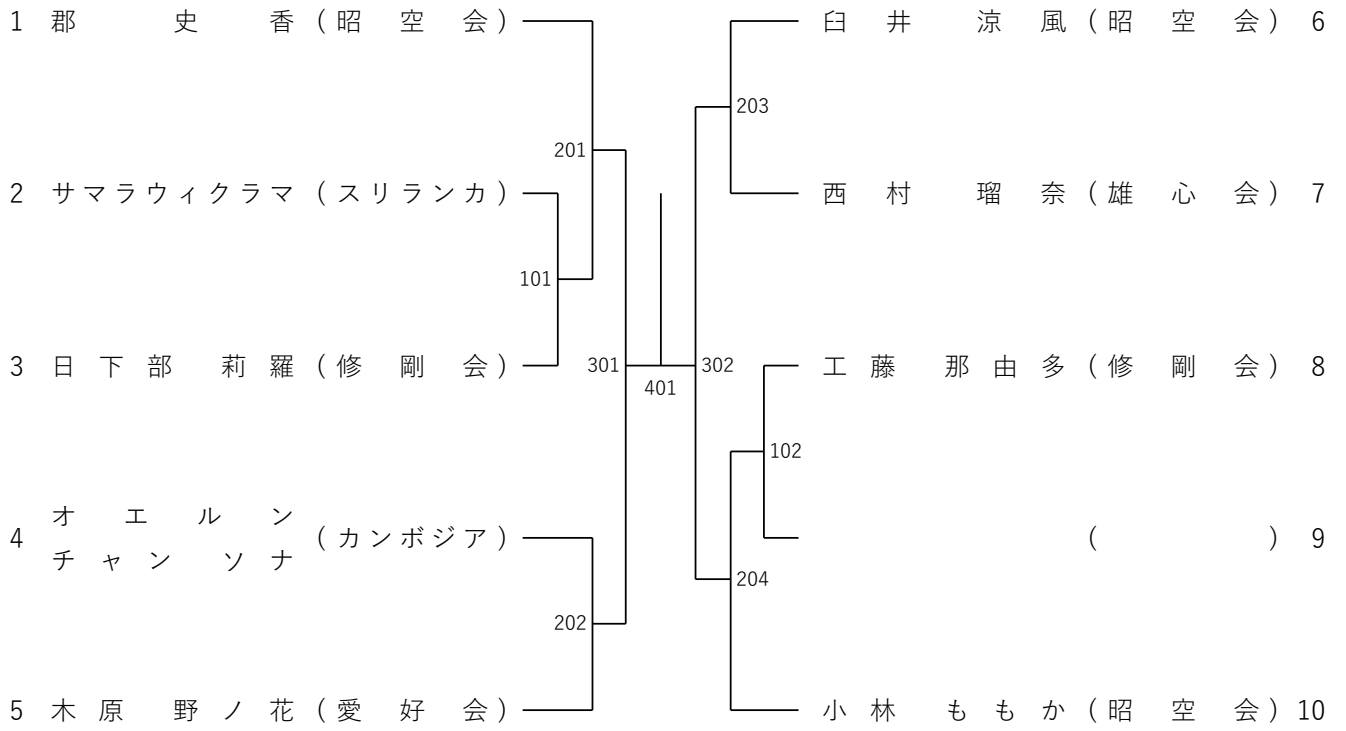 1 郡 史 香 (昭 空 会)
201
2 サマラウィクラマ (スリランカ)
101
3 日下部 莉羅 (修 剛 会)
301
4 オエルン チャン ソナ (カンボジア)
202
5 木原 野ノ花 (愛 好 会)
401
臼井 涼風 (昭 空 会) 6
203
西村 瑠奈 (雄 心 会) 7
302
工藤 那由多 (修 剛 会) 8
102
( ) 9
204
小林 ももか (昭 空 会) 10